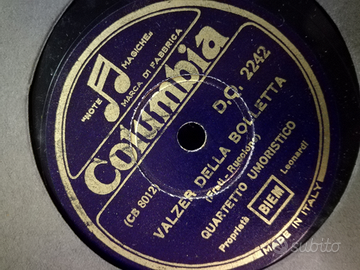 "NOTE MAGICHE"
MARCA DI FABBRICA
Columbia
D.Q. 2242
(CB 8012)
VALZER DELLA BOLLETTA
QUARTETTO UMORISTICO
Proprietà BIEM Leonardi
MADE IN ITALY
subito